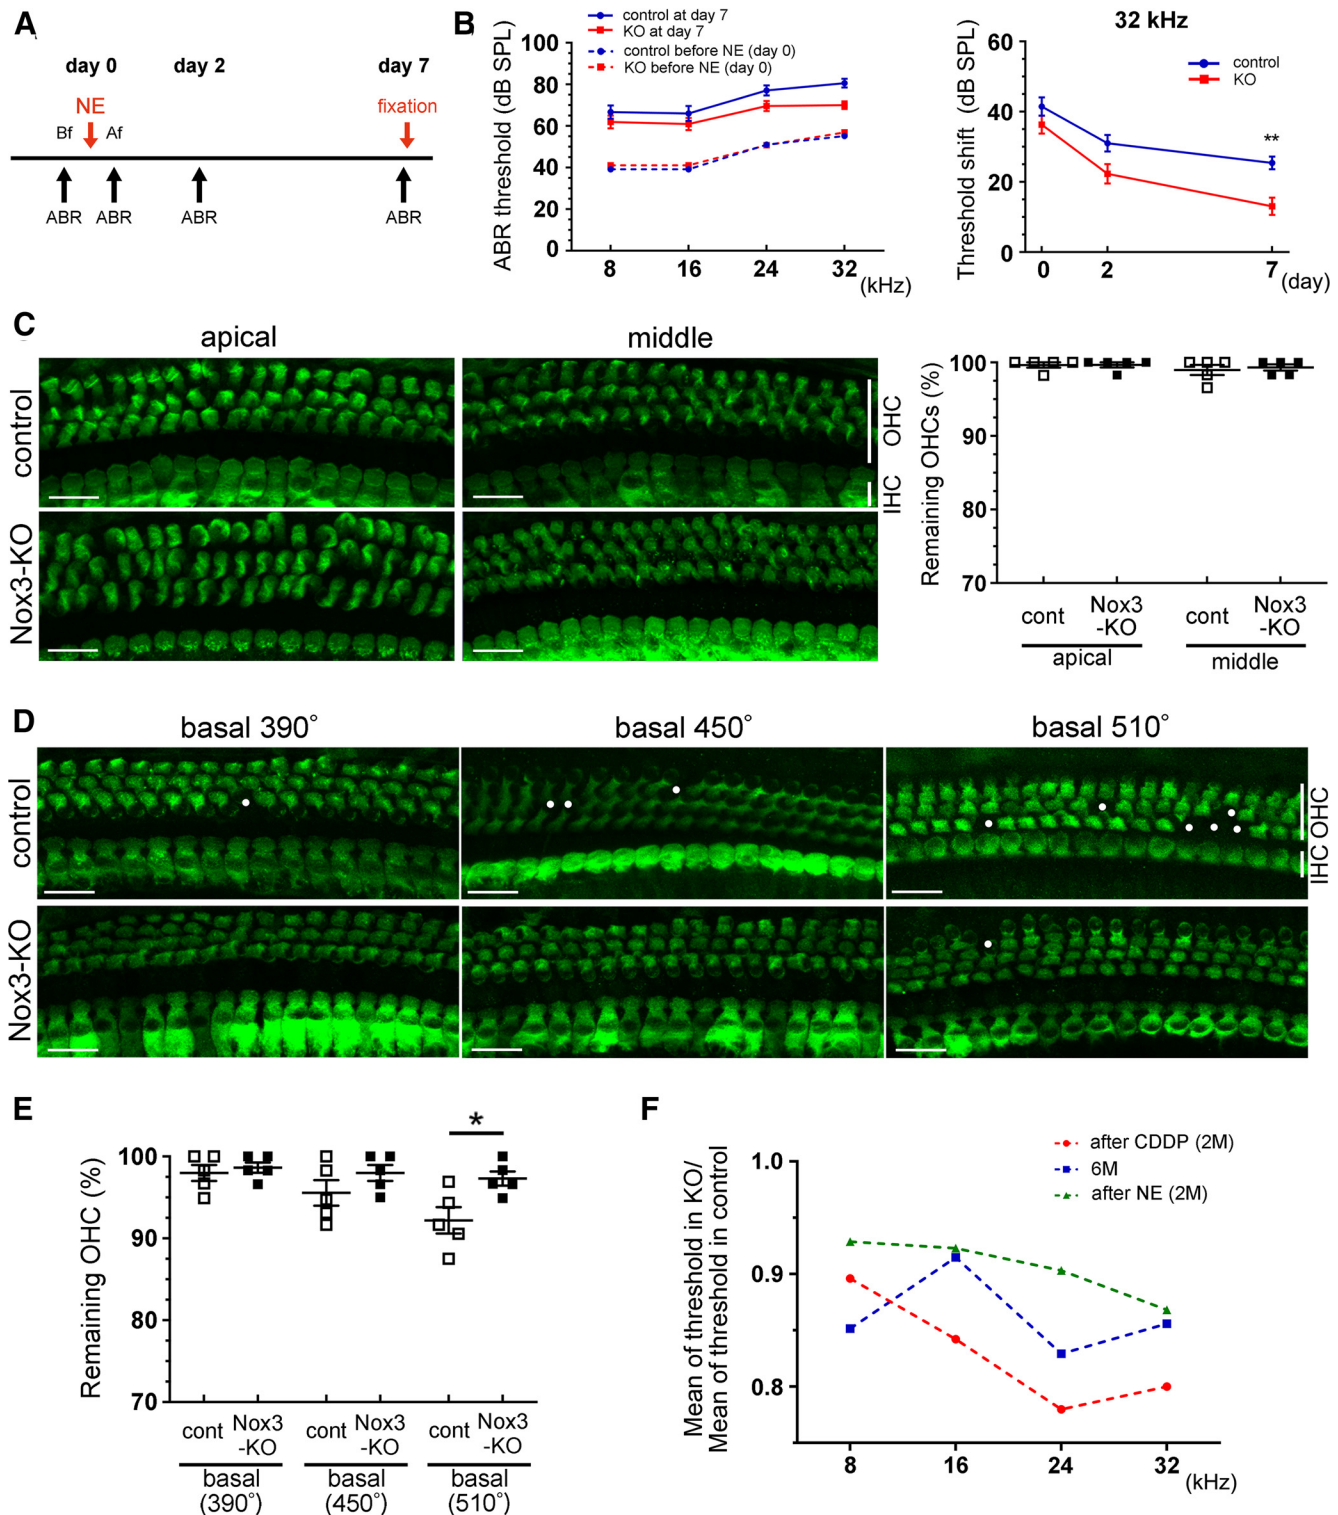 A
day 0
day 2
day 7
NE
fixation
Bf
Af
ABR
ABR
ABR
ABR
B
control at day 7
KO at day 7
control before NE (day 0)
KO before NE (day 0)
ABR threshold (dB SPL)
100
80
60
40
20
0
8
16
24
32
(kHz)
32 kHz
control
KO
Threshold shift (dB SPL)
60
40
20
0
**
0
2
7
(day)
C
apical
middle
control
Nox3-KO
OHC
IHC
Remaining OHCs (%)
100
90
80
70
cont
Nox3
-KO
cont
Nox3
-KO
apical
middle
D
basal 390°
basal 450°
basal 510°
control
Nox3-KO
OHC
IHC
E
Remaining OHC (%)
100
90
80
70
*
cont
Nox3
-KO
cont
Nox3
-KO
cont
Nox3
-KO
basal
(390°)
basal
(450°)
basal
(510°)
F
after CDDP (2M)
6M
after NE (2M)
Mean of threshold in KO/
Mean of threshold in control
1.0
0.9
0.8
8
16
24
32
(kHz)